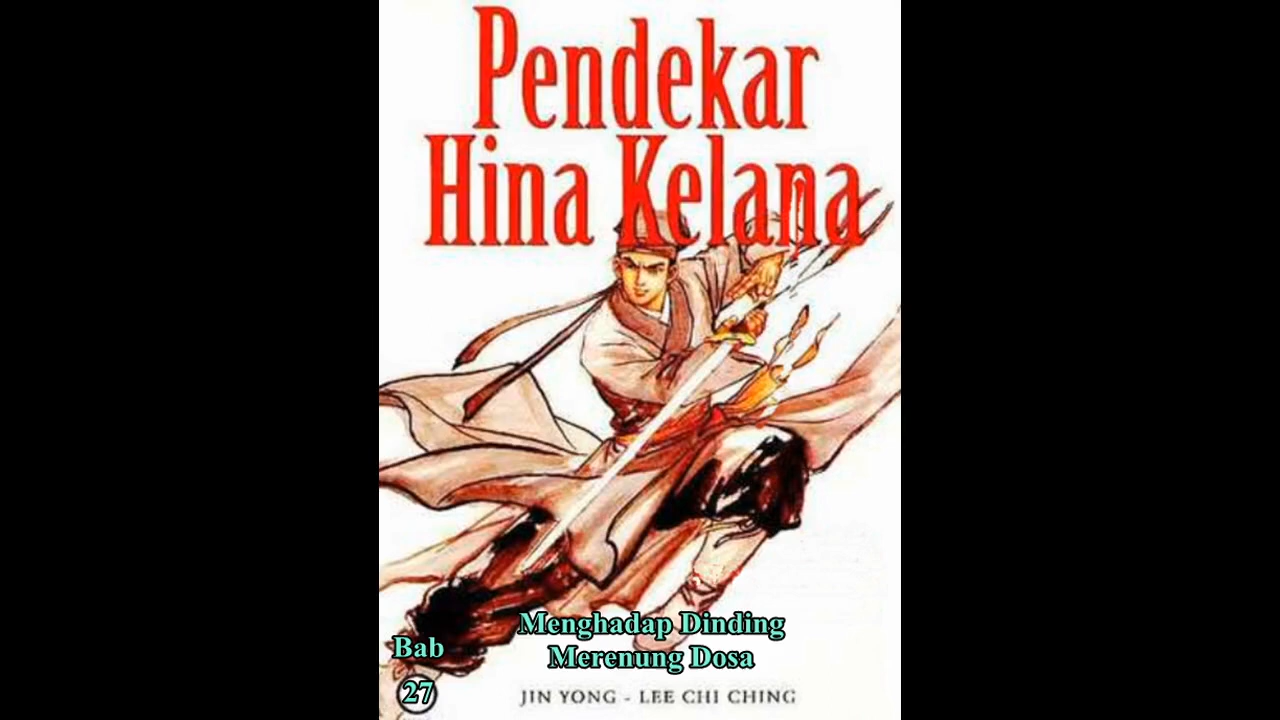 Pendekar
Hina Kelana
Menghadap Dinding
Merenung Dosa
Bab
27
JIN YONG - LEE CHI CHING